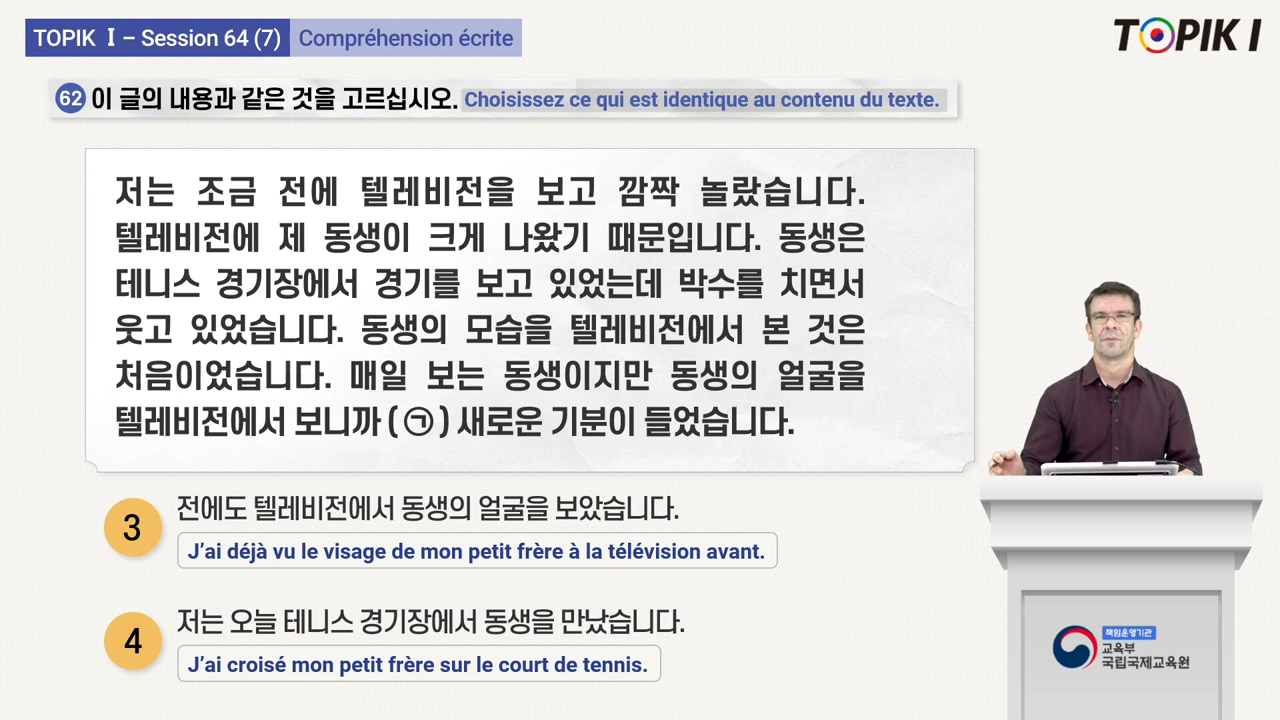 TOPIK I – Session 64 (7) Compréhension écrite
TOPIK I
62 이 글의 내용과 같은 것을 고르십시오. Choisissez ce qui est identique au contenu du texte.
저는 조금 전에 텔레비전을 보고 깜짝 놀랐습니다.
텔레비전에 제 동생이 크게 나왔기 때문입니다. 동생은
테니스 경기장에서 경기를 보고 있었는데 박수를 치면서
웃고 있었습니다. 동생의 모습을 텔레비전에서 본 것은
처음이었습니다. 매일 보는 동생이지만 동생의 얼굴을
텔레비전에서 보니까 ( ㉠ ) 새로운 기분이 들었습니다.
3 전에도 텔레비전에서 동생의 얼굴을 보았습니다.
J’ai déjà vu le visage de mon petit frère à la télévision avant.
4 저는 오늘 테니스 경기장에서 동생을 만났습니다.
J’ai croisé mon petit frère sur le court de tennis.
책임운영기관
교육부
국립국제교육원